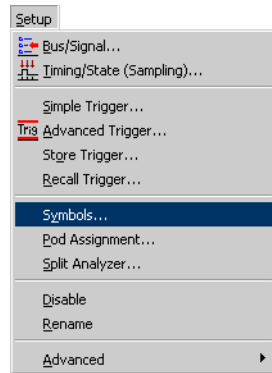 Setup
Bus/Signal...
Timing/State (Sampling)...
Simple Trigger...
Trig Advanced Trigger...
Store Trigger...
Recall Trigger...
Symbols...
Pod Assignment...
Split Analyzer...
Disable
Rename
Advanced